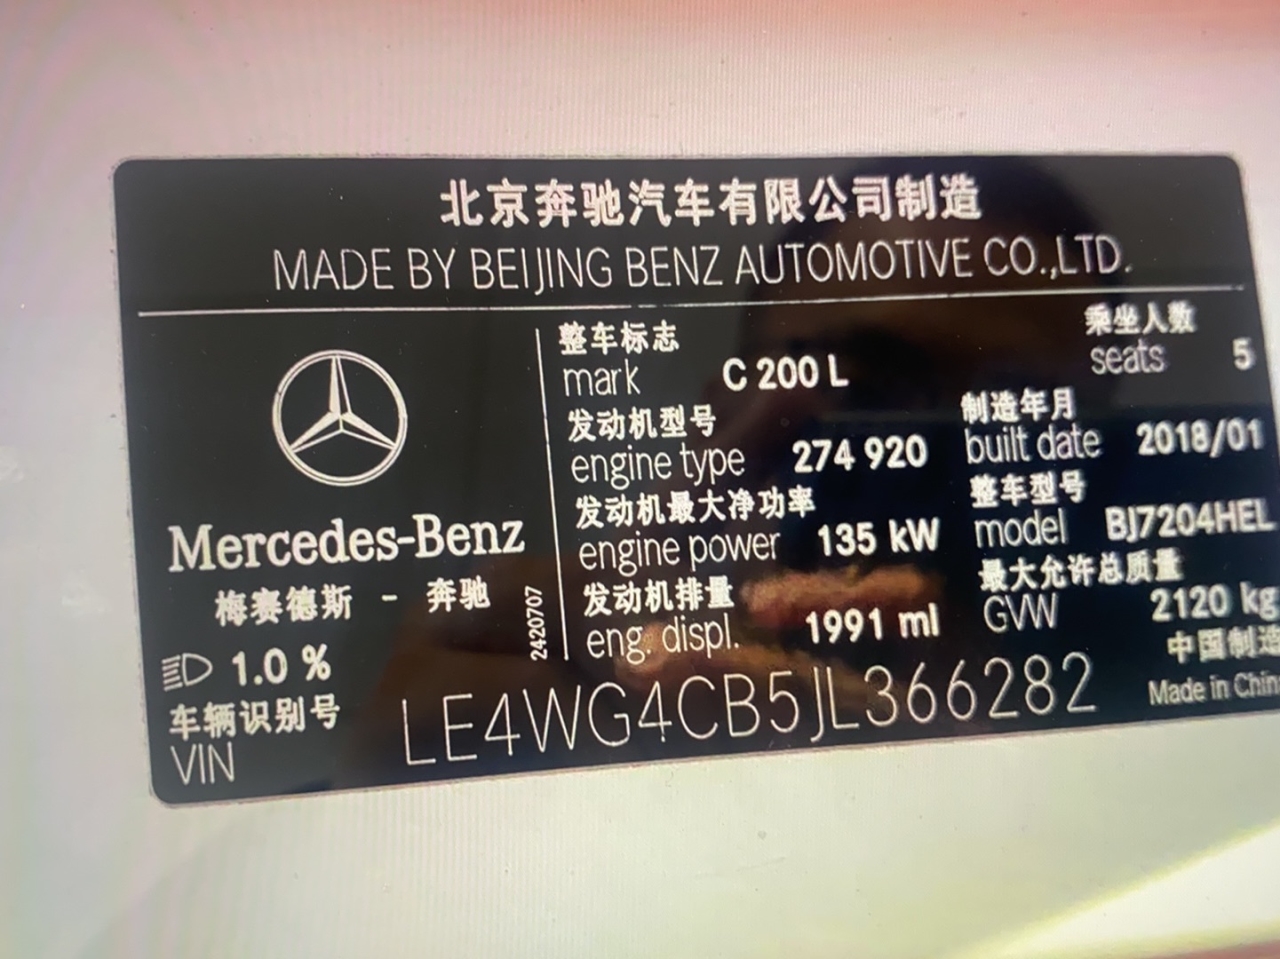 北京奔驰汽车有限公司制造
MADE BY BEIJING BENZ AUTOMOTIVE CO.,LTD.
整车标志
mark C 200 L
乘坐人数
seats 5
发动机型号
engine type 274 920
制造年月
built date 2018/01
发动机最大净功率
engine power 135 kW
整车型号
model BJ7204HEL
发动机排量
eng. displ. 1991 ml
最大允许总质量
GVW 2120 kg
Mercedes-Benz
梅赛德斯 - 奔驰
2420707
1.0 %
中国制造
Made in Chin
车辆识别号
VIN LE4WG4CB5JL366282